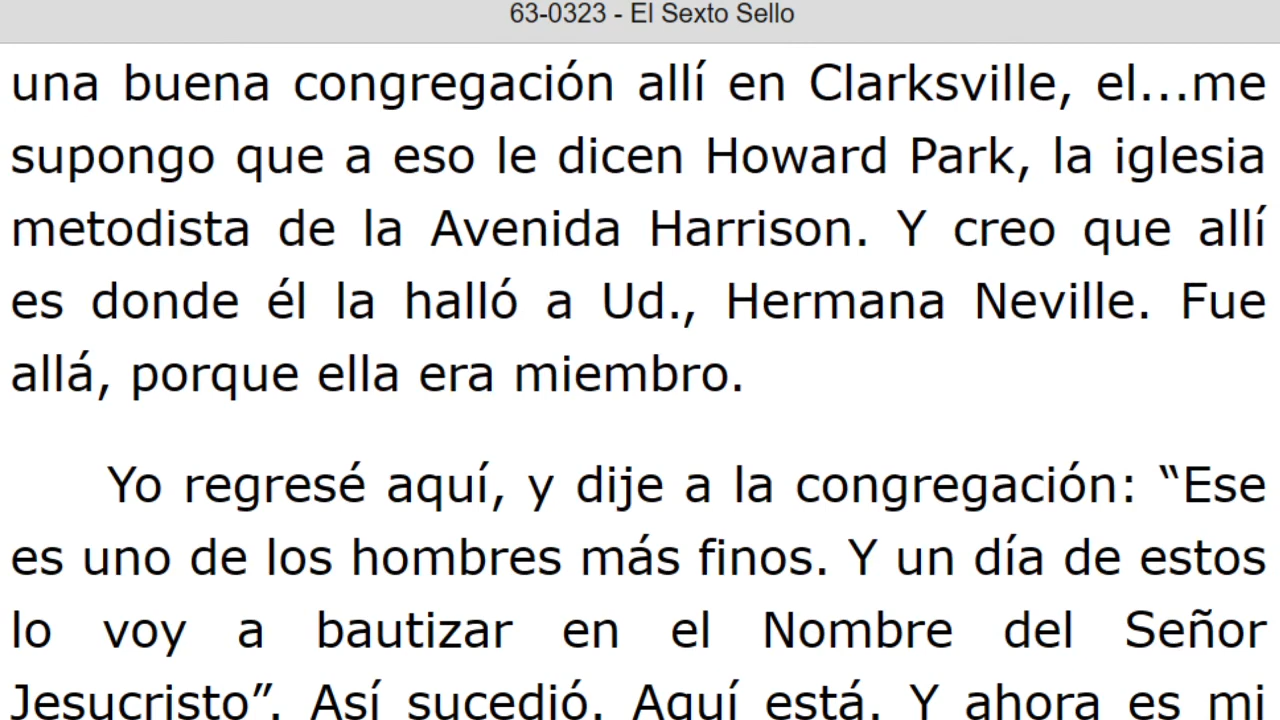 63-0323 - El Sexto Sello
una buena congregación allí en Clarksville, el...me
supongo que a eso le dicen Howard Park, la iglesia
metodista de la Avenida Harrison. Y creo que allí
es donde él la halló a Ud., Hermana Neville. Fue
allá, porque ella era miembro.
Yo regresé aquí, y dije a la congregación: “Ese
es uno de los hombres más finos. Y un día de estos
lo voy a bautizar en el Nombre del Señor
Jesucristo”. Así sucedió. Aquí está. Y ahora es mi